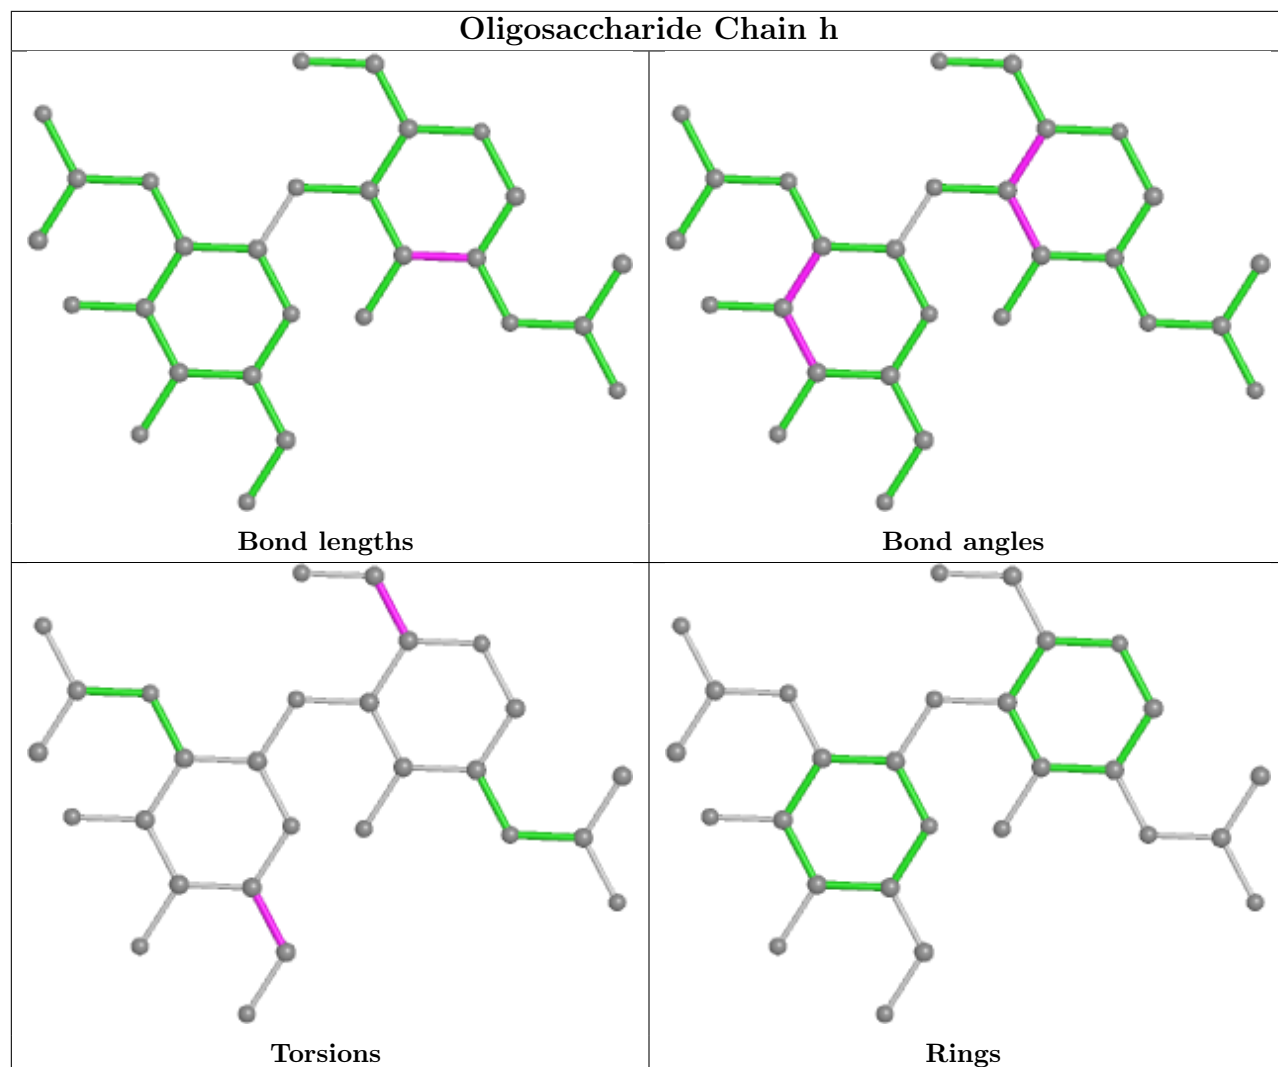 Oligosaccharide Chain h
Bond lengths
Bond angles
Torsions
Rings